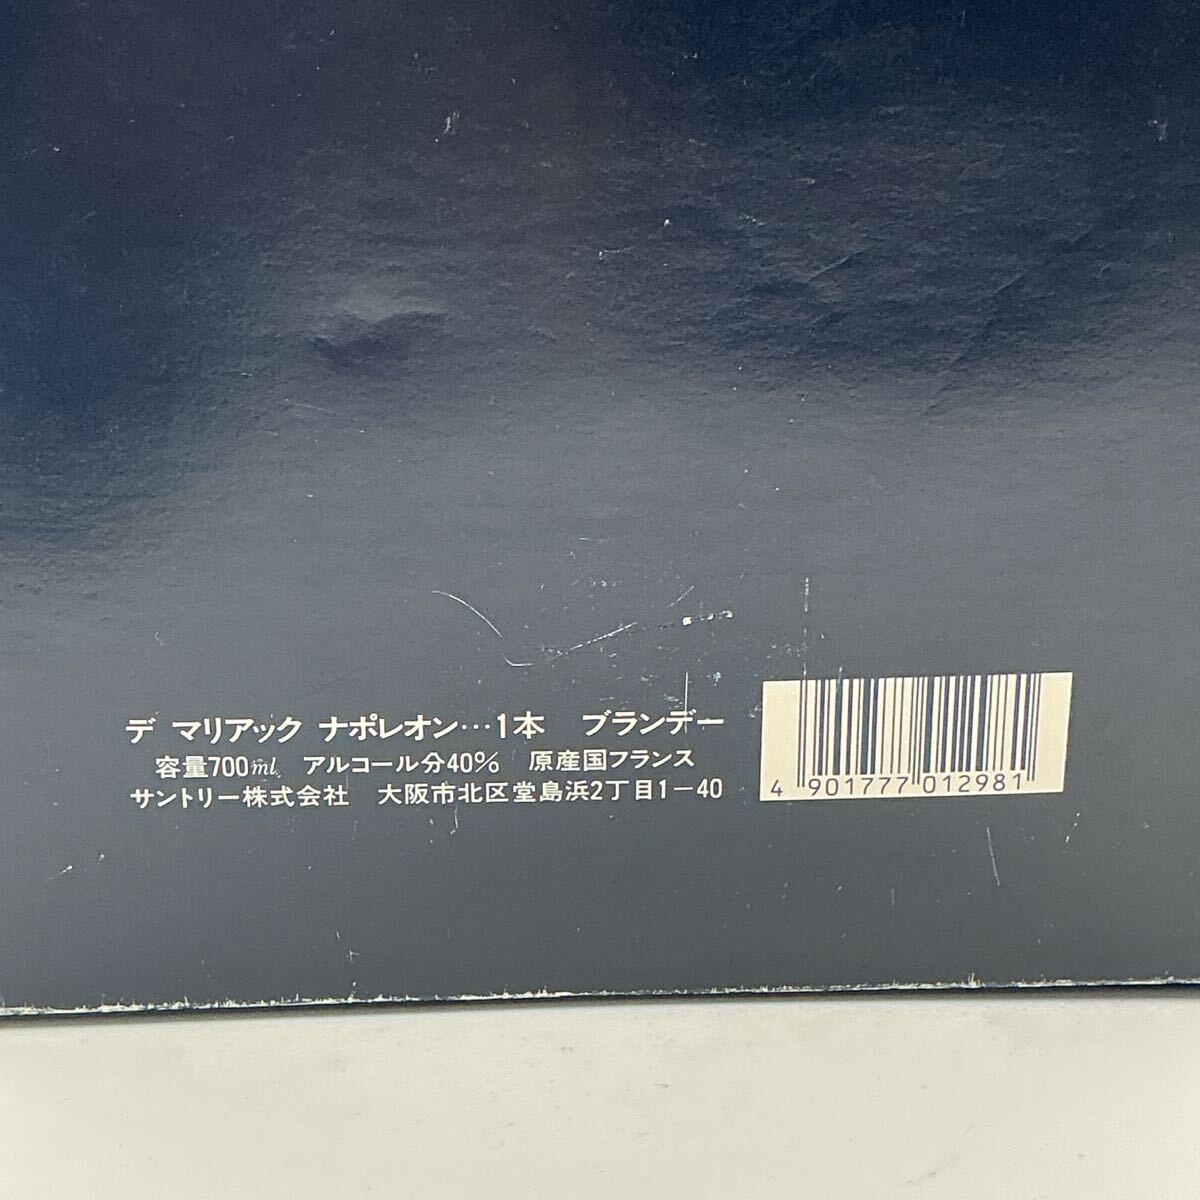 デ マリアック ナポレオン…1本 ブランデー
容量700ml. アルコール分40% 原産国フランス
サントリー株式会社 大阪市北区堂島浜2丁目1-40
4 901777 012981